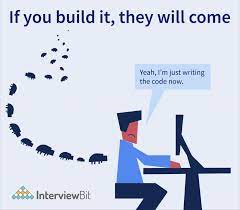 If you build it, they will come
Yeah, I'm just writing
the code now.
InterviewBit